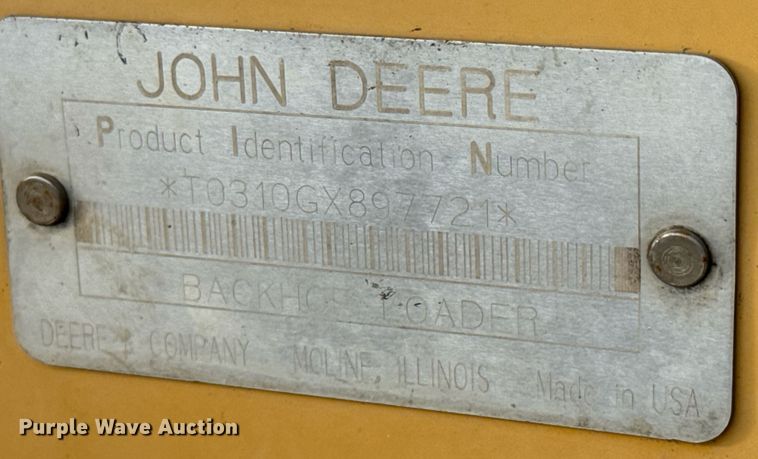 JOHN DEERE
Product Identification Number
*T0310GX897721*
BACKHOE LOADER
DEERE & COMPANY MOLINE, ILLINOIS Made in USA
Purple Wave Auction